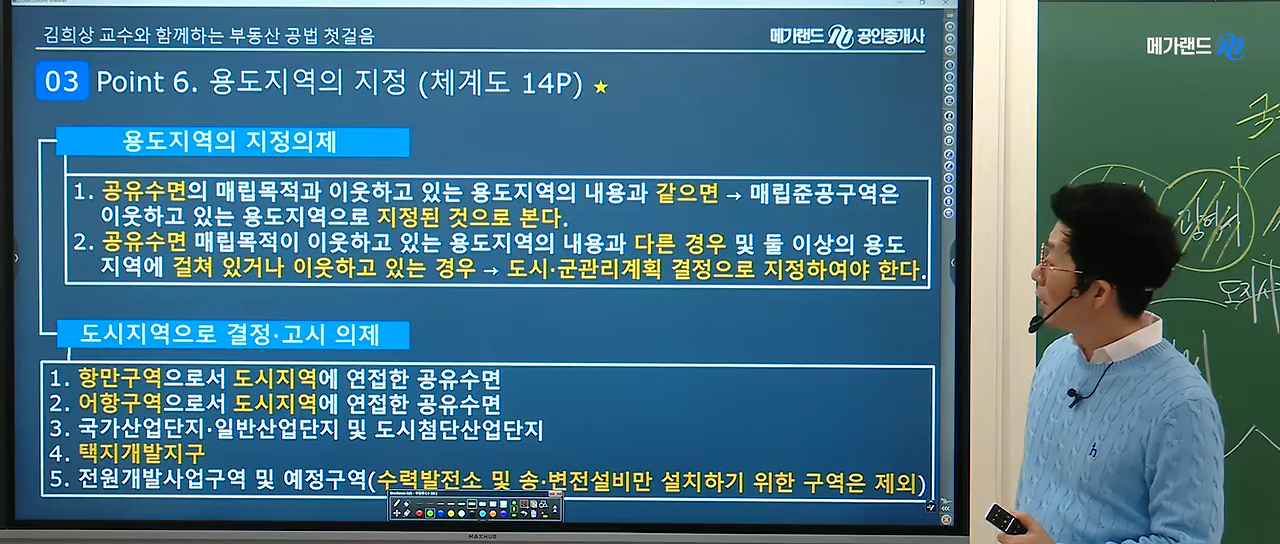 김희상 교수와 함께하는 부동산 공법 첫걸음
메가랜드 공인중개사
메가랜드
03 Point 6. 용도지역의 지정 (체계도 14P) ★
용도지역의 지정의제
1. 공유수면의 매립목적과 이웃하고 있는 용도지역의 내용과 같으면 → 매립준공구역은
이웃하고 있는 용도지역으로 지정된 것으로 본다.
2. 공유수면 매립목적이 이웃하고 있는 용도지역의 내용과 다른 경우 및 둘 이상의 용도
지역에 걸쳐 있거나 이웃하고 있는 경우 → 도시·군관리계획 결정으로 지정하여야 한다.
도시지역으로 결정·고시 의제
1. 항만구역으로서 도시지역에 연접한 공유수면
2. 어항구역으로서 도시지역에 연접한 공유수면
3. 국가산업단지·일반산업단지 및 도시첨단산업단지
4. 택지개발지구
5. 전원개발사업구역 및 예정구역(수력발전소 및 송·변전설비만 설치하기 위한 구역은 제외)
MAXHUB